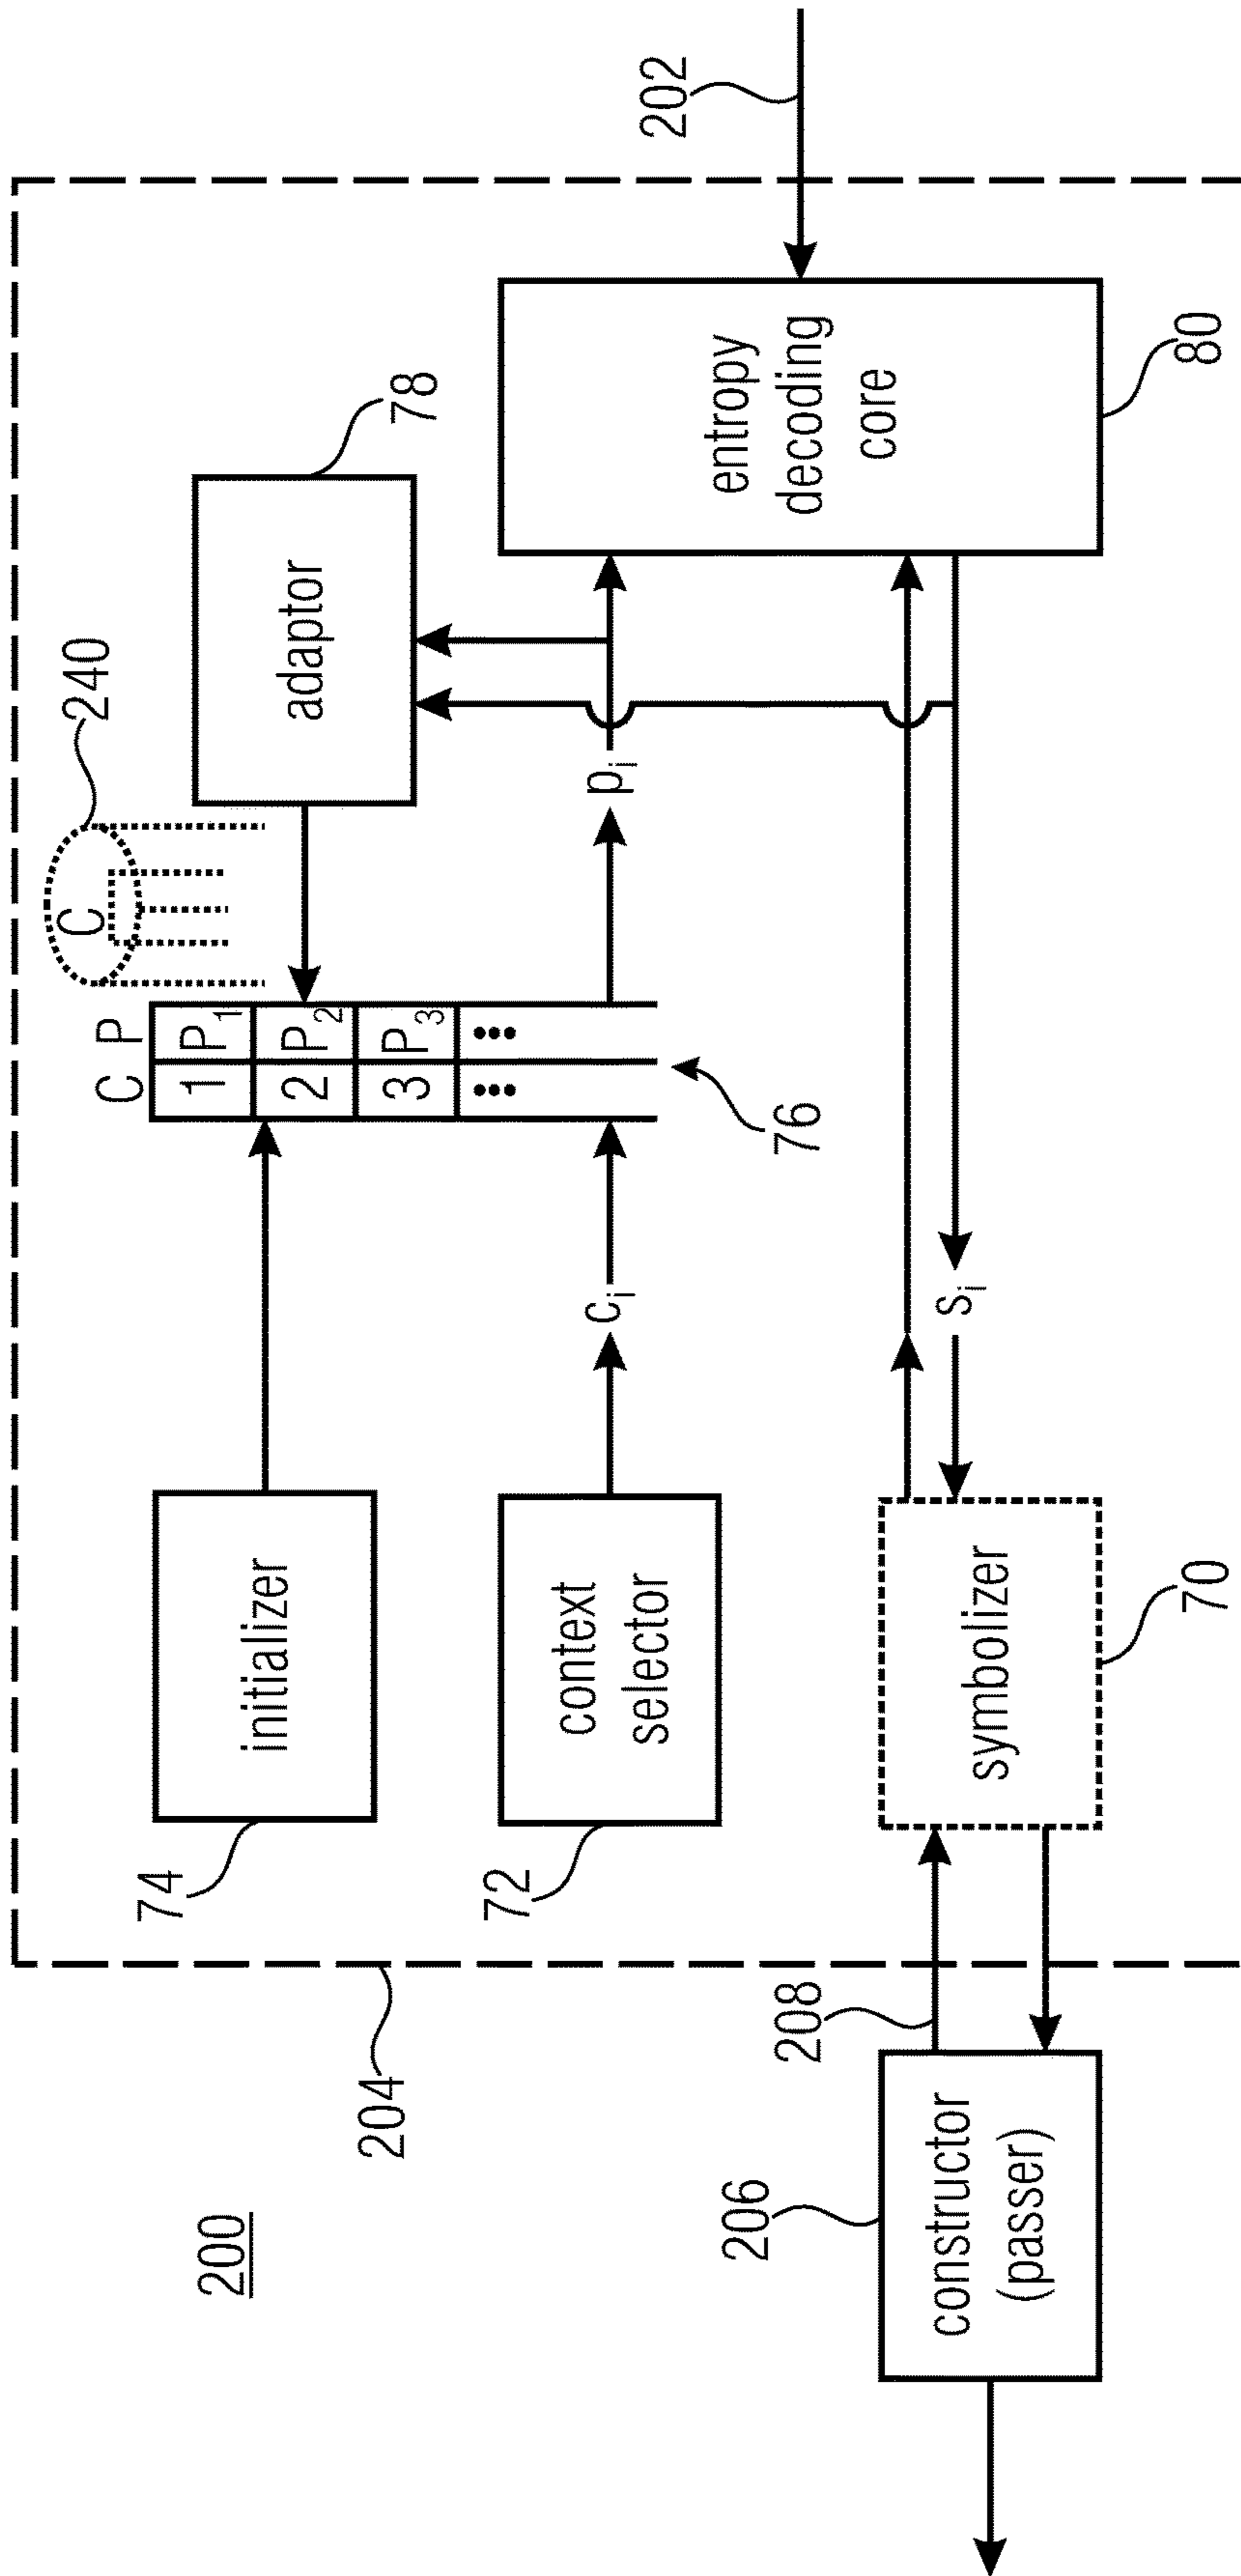 200
204
74
initializer
72
context
selector
C P
1 P1
2 P2
3 P3
... ...
76
C
240
adaptor
78
ci
pi
entropy
decoding
core
80
202
si
symbolizer
70
208
206
constructor
(passer)